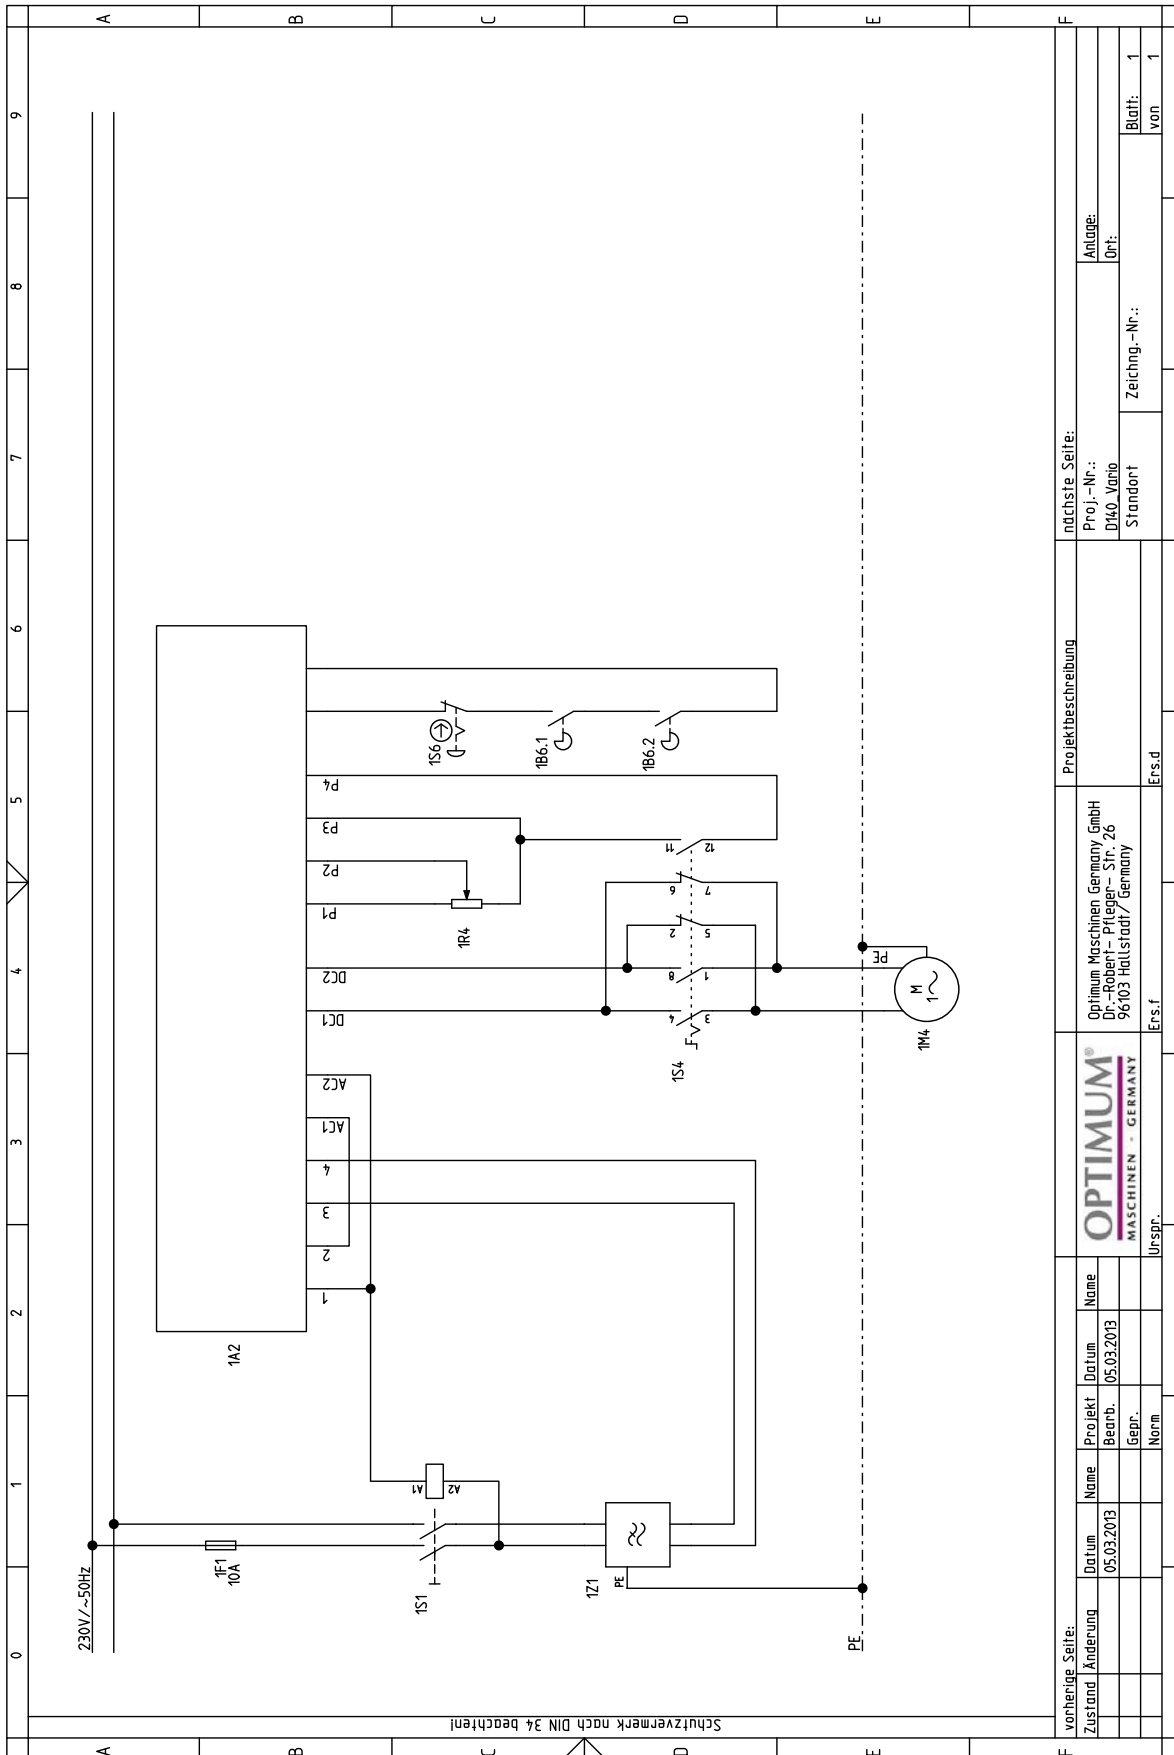 0 1 2 3 4 5 6 7 8 9
A
B
C
D
E
F
A
B
C
D
E
F
Schutzvermerk nach DIN 34 beachten!
230V/~50Hz
1F1
10A
1S1
A1
A2
1Z1
PE
PE
1A2
1 2 3 4 AC1 AC2 DC1 DC2 P1 P2 P3 P4
1R4
1S6
1B6.1
1B6.2
1S4
4 8 2 6 11
3 1 5 7 12
PE
M
1~
1M4
vorherige Seite:
Zustand Änderung Datum Name Projekt Datum Name
05.03.2013 Bearb. 05.03.2013
Gepr.
Norm
OPTIMUM®
MASCHINEN - GERMANY
Urspr.
Optimum Maschinen Germany GmbH
Dr.-Robert- Pfleger- Str. 26
96103 Hallstadt/ Germany
Ers.f
Ers.d
Projektbeschreibung
nächste Seite:
Proj.-Nr.:
D140_Vario
Standort
Anlage:
Ort:
Zeichng.-Nr.:
Blatt: 1
von 1